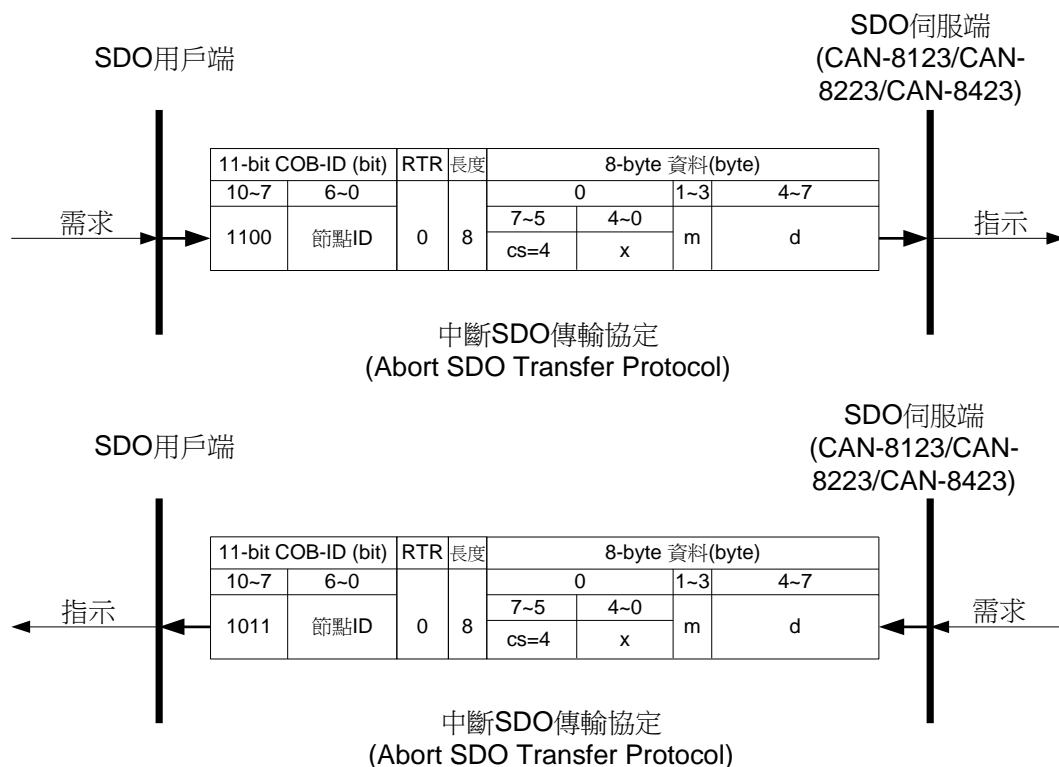 SDO用戶端
SDO伺服端
(CAN-8123/CAN-
8223/CAN-8423)
11-bit COB-ID (bit) RTR 長度 8-byte 資料(byte)
10~7 6~0 0 1~3 4~7
7~5 4~0
需求 1100 節點ID 0 8 cs=4 x m d 指示
中斷SDO傳輸協定
(Abort SDO Transfer Protocol)
SDO用戶端
SDO伺服端
(CAN-8123/CAN-
8223/CAN-8423)
11-bit COB-ID (bit) RTR 長度 8-byte 資料(byte)
10~7 6~0 0 1~3 4~7
7~5 4~0
指示 1011 節點ID 0 8 cs=4 x m d 需求
中斷SDO傳輸協定
(Abort SDO Transfer Protocol)